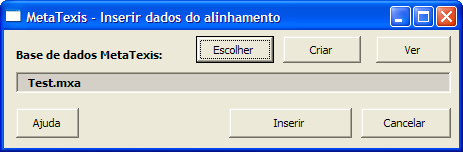 MetaTexis - Inserir dados do alinhamento
Base de dados MetaTexis: Escolher Criar Ver
Test.mxa
Ajuda Inserir Cancelar